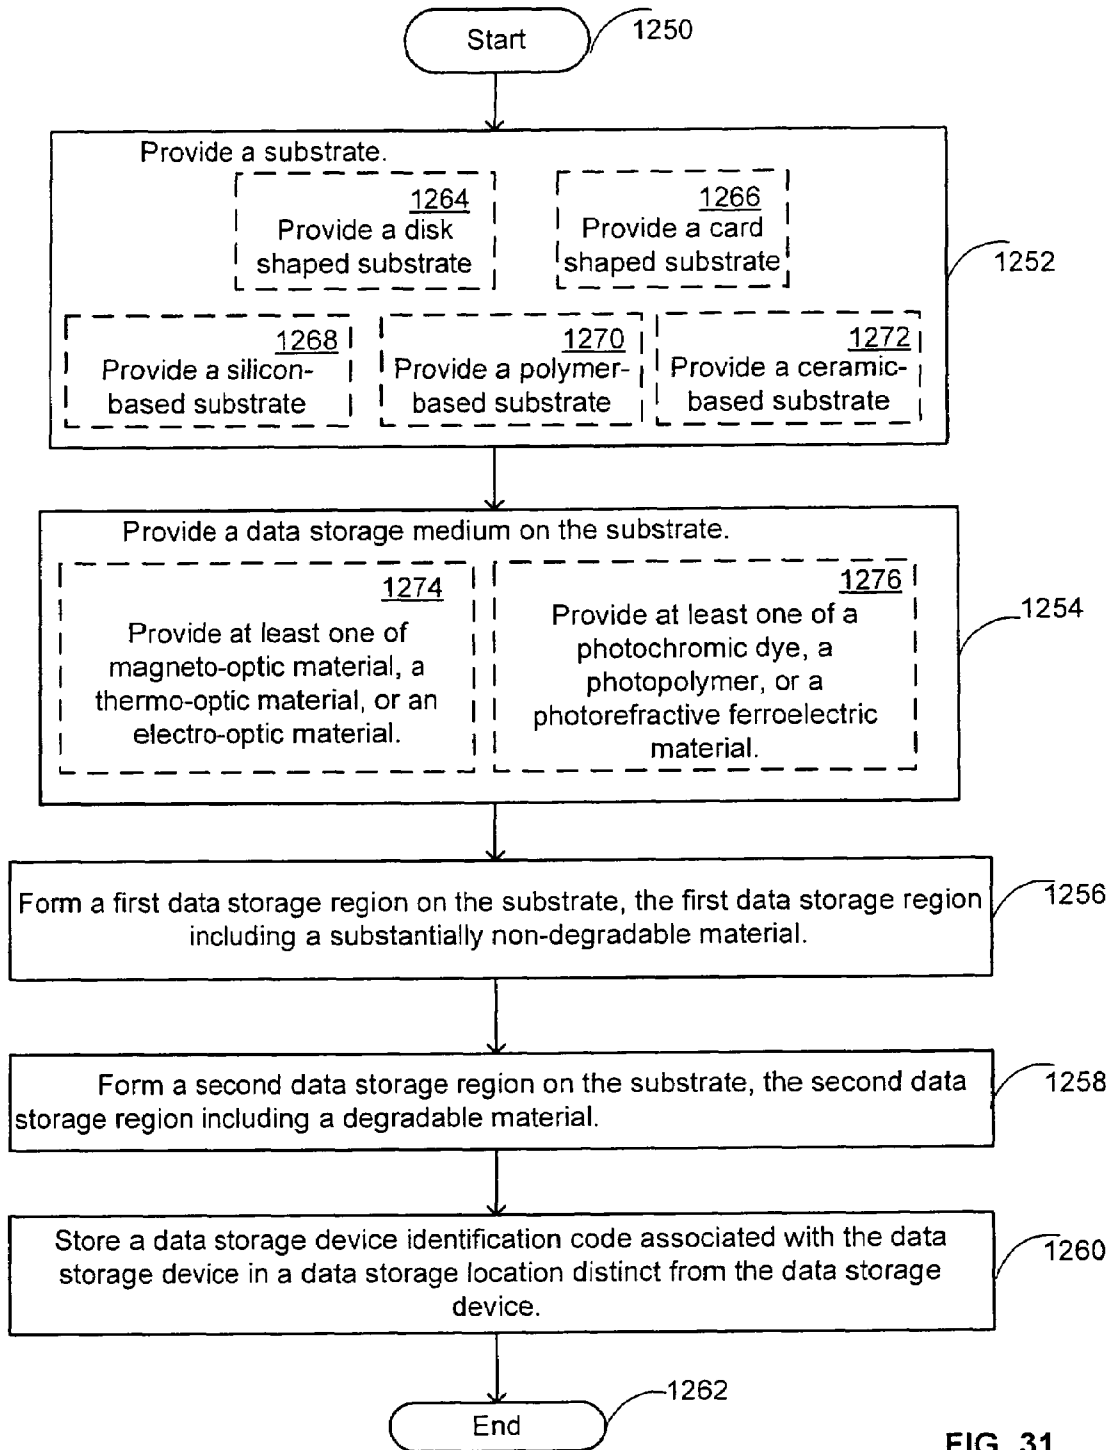 Start
1250
Provide a substrate.
1264
Provide a disk
shaped substrate
1266
Provide a card
shaped substrate
1252
1268
Provide a silicon-
based substrate
1270
Provide a polymer-
based substrate
1272
Provide a ceramic-
based substrate
Provide a data storage medium on the substrate.
1274
Provide at least one of
magneto-optic material, a
thermo-optic material, or an
electro-optic material.
1276
Provide at least one of a
photochromic dye, a
photopolymer, or a
photorefractive ferroelectric
material.
1254
Form a first data storage region on the substrate, the first data storage region
including a substantially non-degradable material.
1256
Form a second data storage region on the substrate, the second data
storage region including a degradable material.
1258
Store a data storage device identification code associated with the data
storage device in a data storage location distinct from the data storage
device.
1260
End
1262
FIG. 31